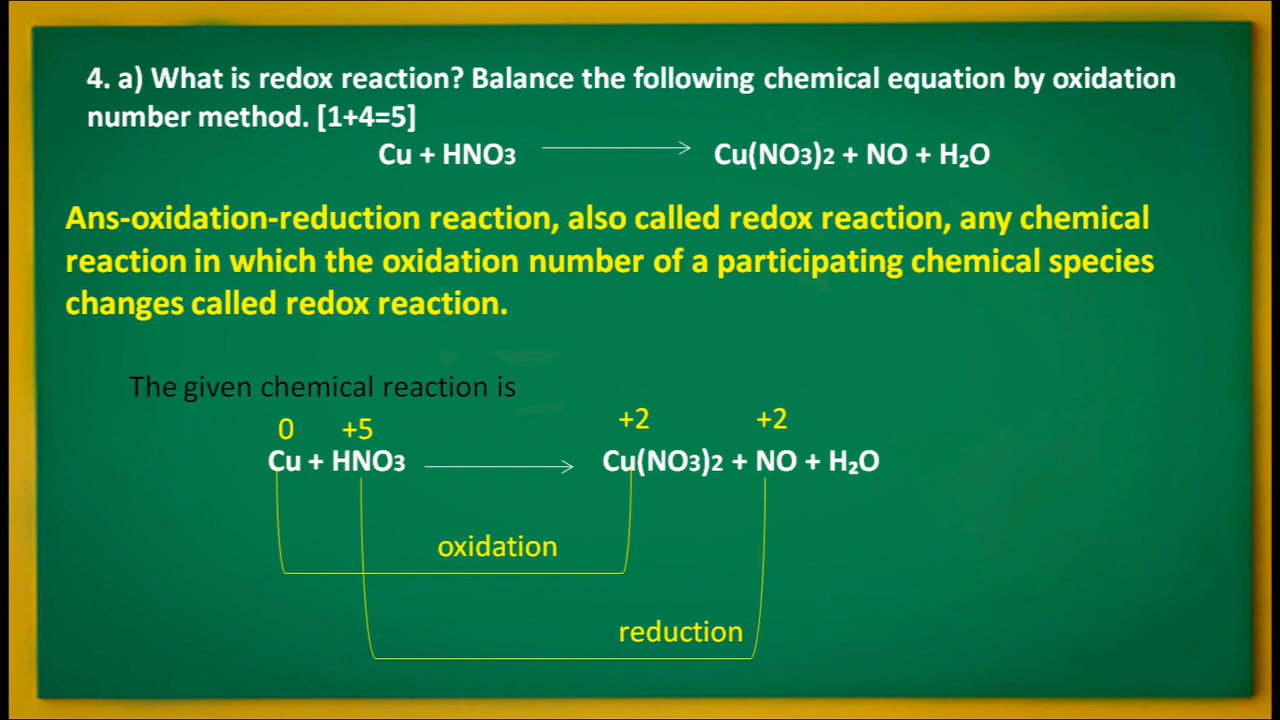 4. a) What is redox reaction? Balance the following chemical equation by oxidation
number method. [1+4=5]
Cu + HNO3 → Cu(NO3)2 + NO + H₂O
Ans-oxidation-reduction reaction, also called redox reaction, any chemical
reaction in which the oxidation number of a participating chemical species
changes called redox reaction.
The given chemical reaction is
0 +5 +2 +2
Cu + HNO3 → Cu(NO3)2 + NO + H₂O
oxidation
reduction